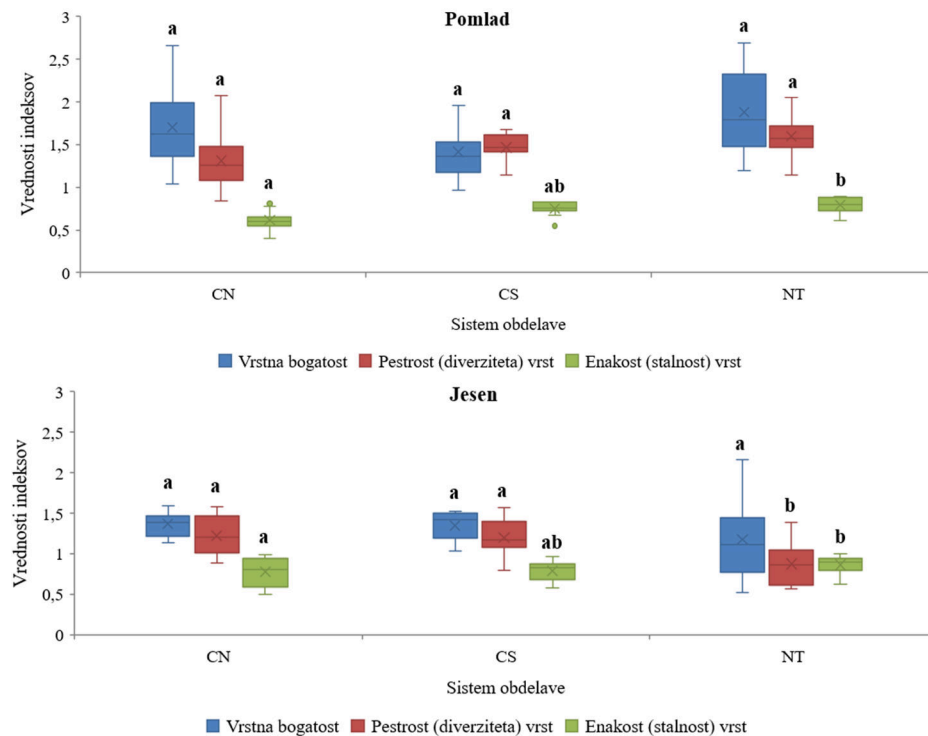 Pomlad
3
2,5
2
1,5
1
0,5
0
Vrednosti indeksov
a
a
a
a
a
ab
a
a
b
CN
CS
NT
Sistem obdelave
Vrstna bogatost
Pestrost (diverziteta) vrst
Enakost (stalnost) vrst
Jesen
3
2,5
2
1,5
1
0,5
0
Vrednosti indeksov
a
a
a
a
a
ab
a
b
b
CN
CS
NT
Sistem obdelave
Vrstna bogatost
Pestrost (diverziteta) vrst
Enakost (stalnost) vrst